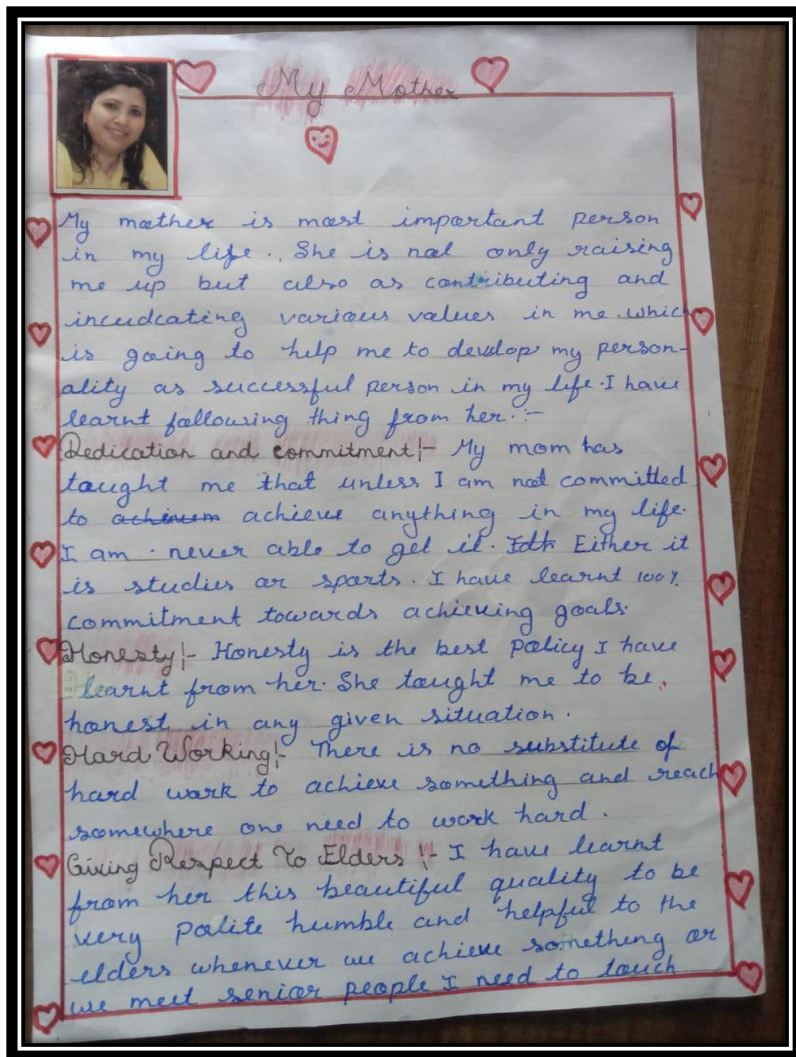 My Mother
My mother is most important person
in my life. She is not only raising
me up but also as contributing and
incudcating various values in me. which
is going to help me to develop my person-
ality as successful person in my life. I have
learnt following thing from her. :-
Dedication and commitment :- My mom has
taught me that unless I am not committed
to achieve anything in my life.
I am . never able to get it. Either it
is studies or sports. I have learnt 100%
commitment towards achieving goals.
Honesty :- Honesty is the best Policy I have
learnt from her. She taught me to be
honest in any given situation.
Hard Working :- There is no substitute of
hard work to achieve something and reach
somewhere one need to work hard.
Giving Respect To Elders :- I have learnt
from her this beautiful quality to be
very Polite humble and helpful to the
elders whenever we achieve something or
we meet senior people I need to touch